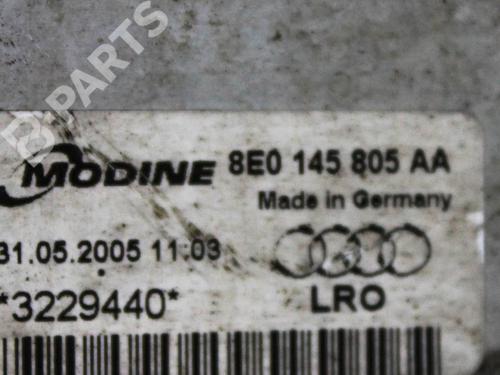 B-PARTS
MODINE
8E0 145 805 AA
Made in Germany
31.05.2005 11:03
*3229440*
LRO